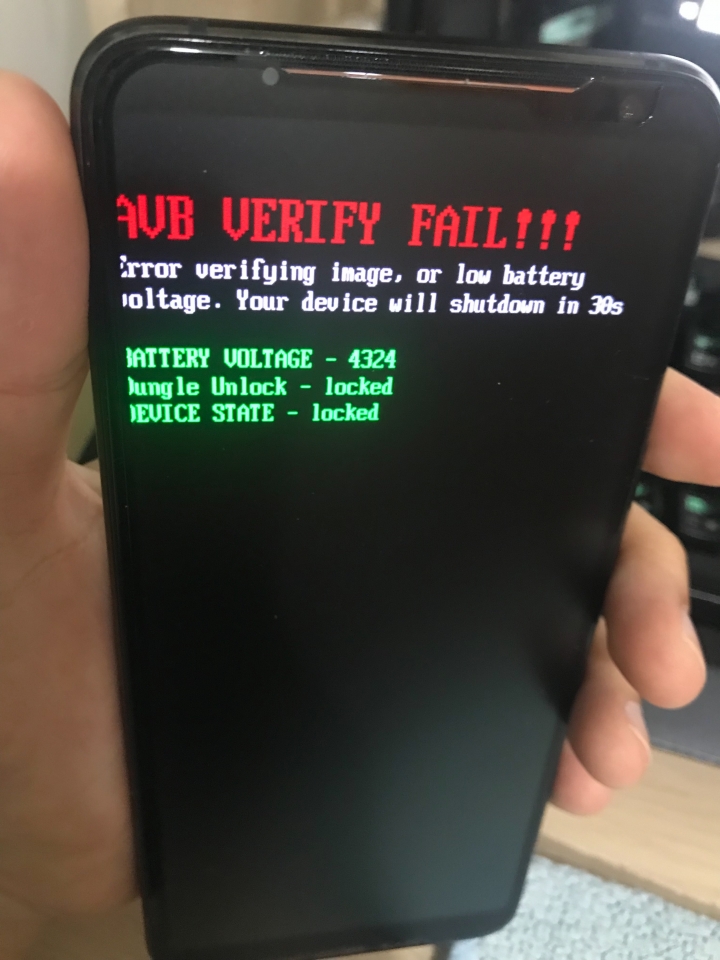 AVB VERIFY FAIL!!!
Error verifying image, or low battery
voltage. Your device will shutdown in 30s
BATTERY VOLTAGE - 4324
Jungle Unlock - locked
DEVICE STATE - locked